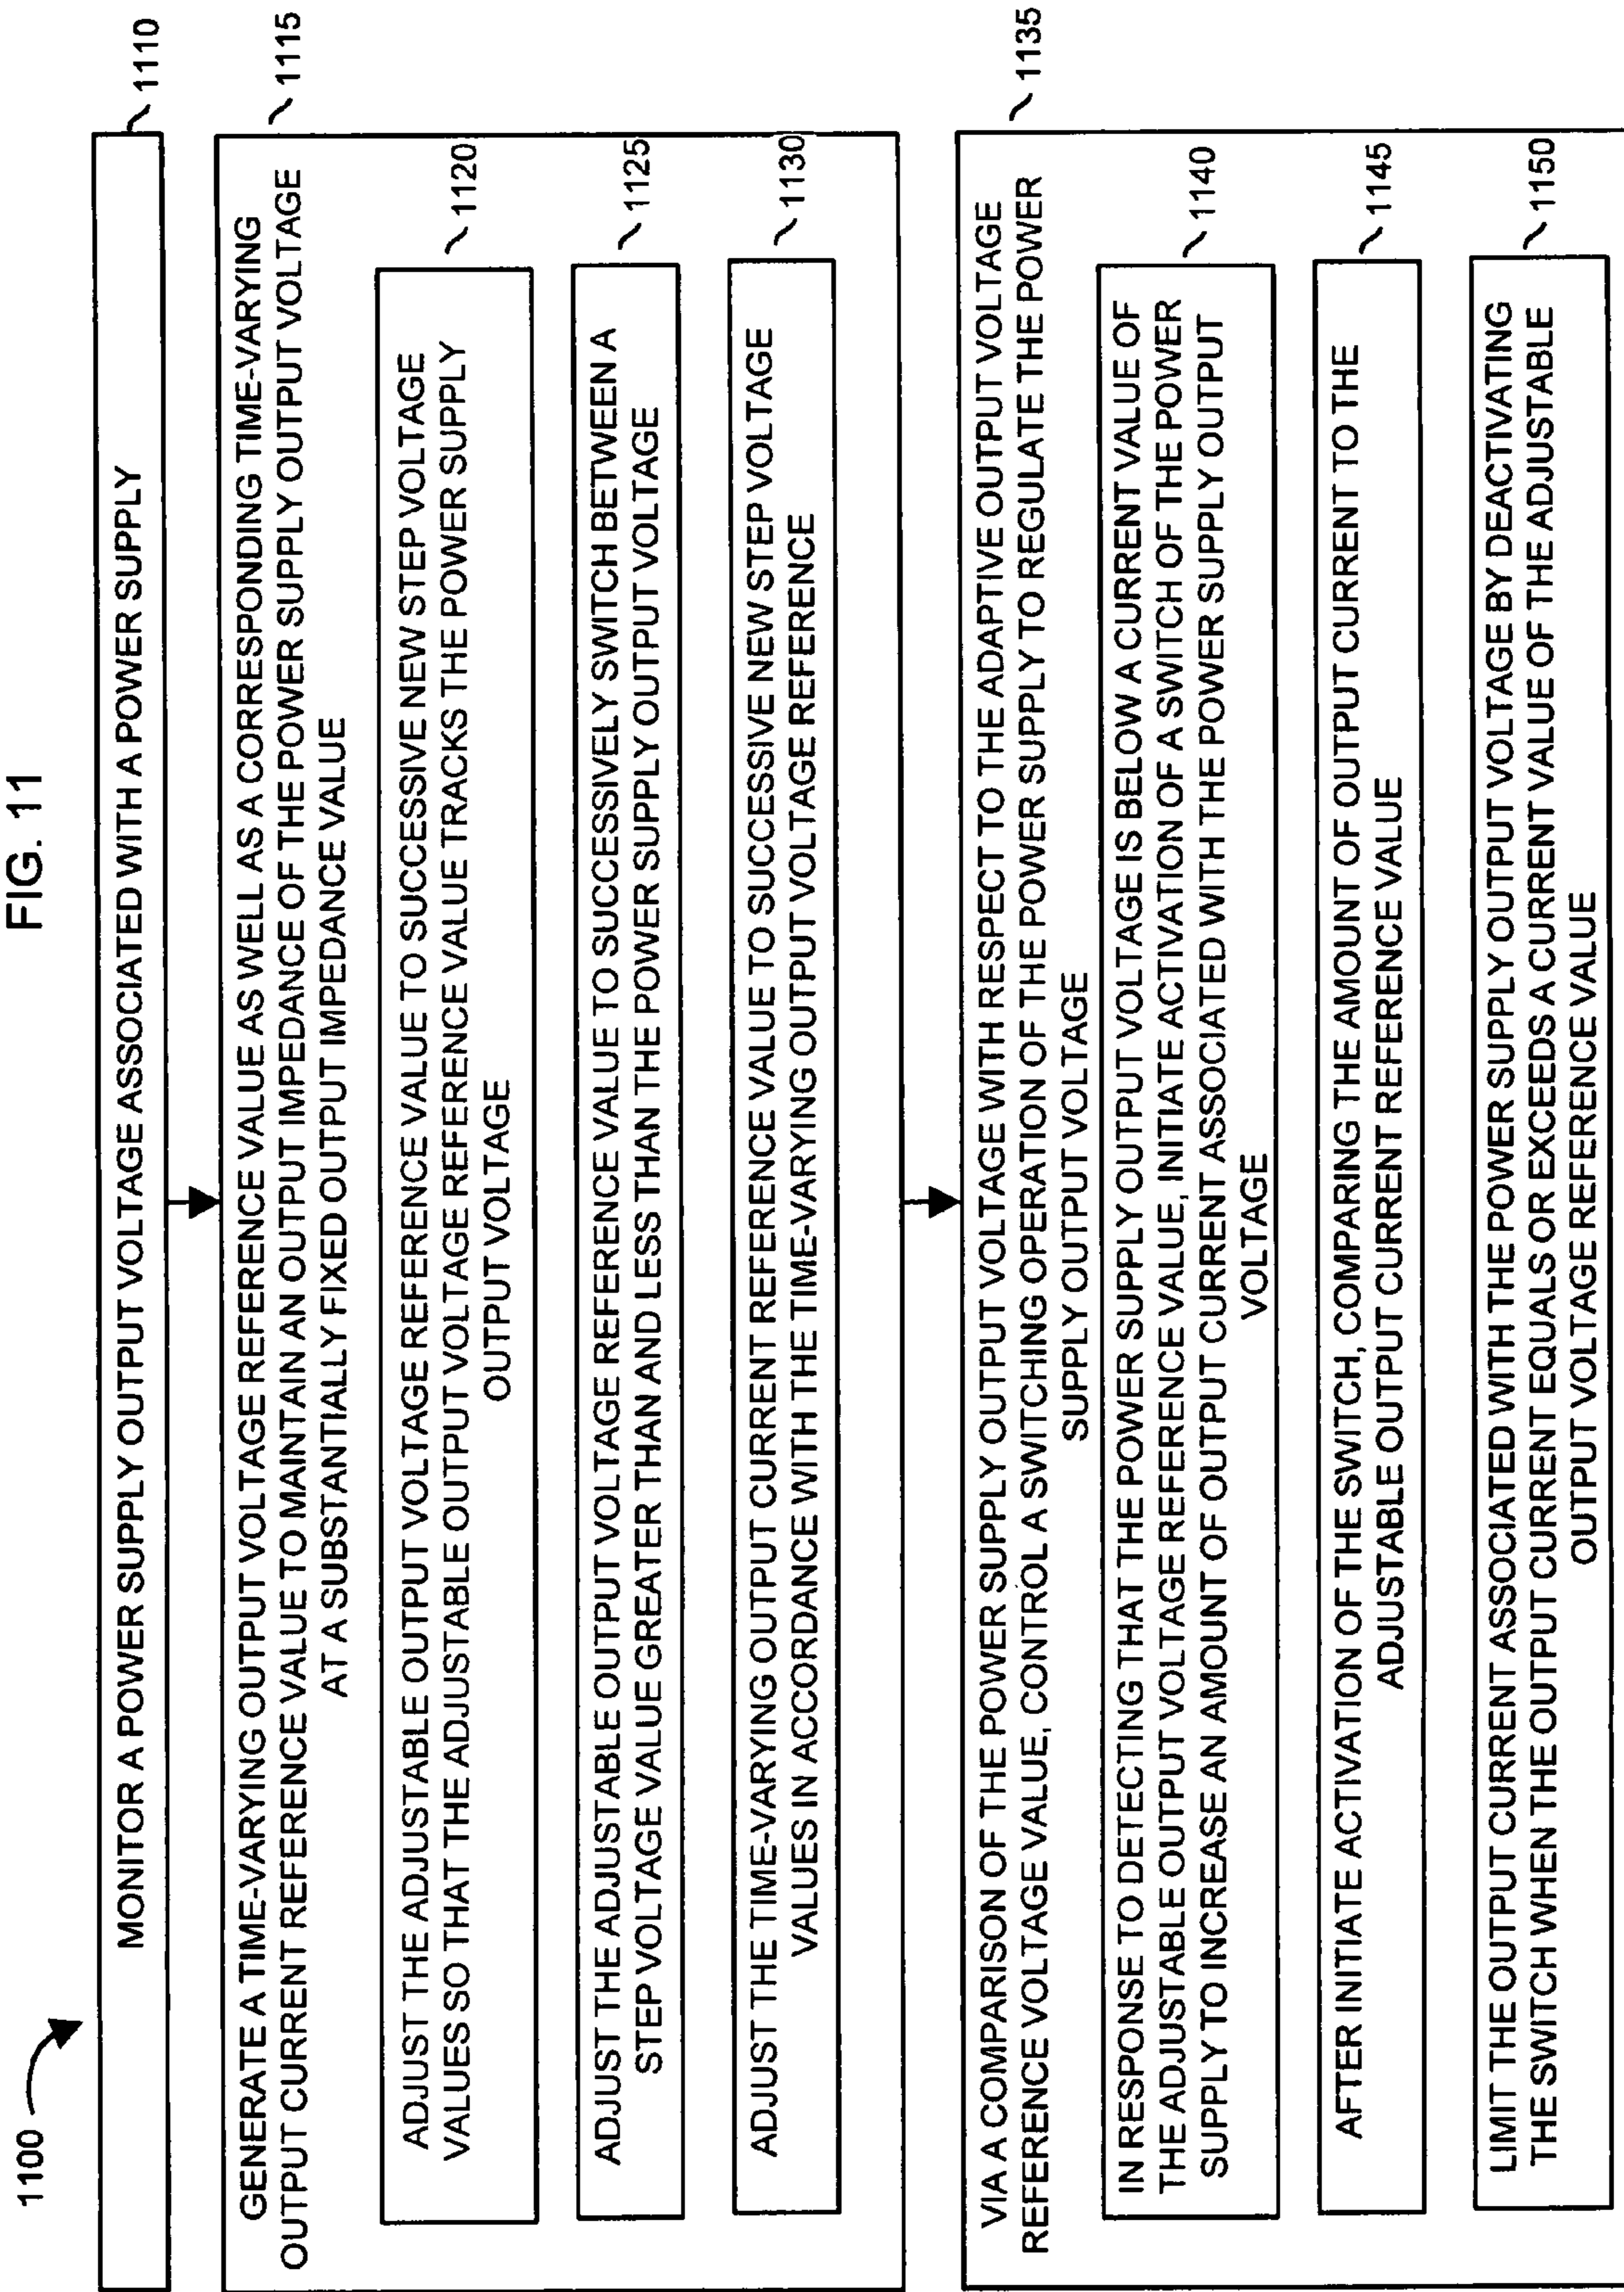 FIG. 11
1100
MONITOR A POWER SUPPLY OUTPUT VOLTAGE ASSOCIATED WITH A POWER SUPPLY
1110
GENERATE A TIME-VARYING OUTPUT VOLTAGE REFERENCE VALUE AS WELL AS A CORRESPONDING TIME-VARYING
OUTPUT CURRENT REFERENCE VALUE TO MAINTAIN AN OUTPUT IMPEDANCE OF THE POWER SUPPLY OUTPUT VOLTAGE
AT A SUBSTANTIALLY FIXED OUTPUT IMPEDANCE VALUE
1115
ADJUST THE ADJUSTABLE OUTPUT VOLTAGE REFERENCE VALUE TO SUCCESSIVE NEW STEP VOLTAGE
VALUES SO THAT THE ADJUSTABLE OUTPUT VOLTAGE REFERENCE VALUE TRACKS THE POWER SUPPLY
OUTPUT VOLTAGE
1120
ADJUST THE ADJUSTABLE OUTPUT VOLTAGE REFERENCE VALUE TO SUCCESSIVELY SWITCH BETWEEN A
STEP VOLTAGE VALUE GREATER THAN AND LESS THAN THE POWER SUPPLY OUTPUT VOLTAGE
1125
ADJUST THE TIME-VARYING OUTPUT CURRENT REFERENCE VALUE TO SUCCESSIVE NEW STEP VOLTAGE
VALUES IN ACCORDANCE WITH THE TIME-VARYING OUTPUT VOLTAGE REFERENCE
1130
VIA A COMPARISON OF THE POWER SUPPLY OUTPUT VOLTAGE WITH RESPECT TO THE ADAPTIVE OUTPUT VOLTAGE
REFERENCE VOLTAGE VALUE, CONTROL A SWITCHING OPERATION OF THE POWER SUPPLY TO REGULATE THE POWER
SUPPLY OUTPUT VOLTAGE
1135
IN RESPONSE TO DETECTING THAT THE POWER SUPPLY OUTPUT VOLTAGE IS BELOW A CURRENT VALUE OF
THE ADJUSTABLE OUTPUT VOLTAGE REFERENCE VALUE, INITIATE ACTIVATION OF A SWITCH OF THE POWER
SUPPLY TO INCREASE AN AMOUNT OF OUTPUT CURRENT ASSOCIATED WITH THE POWER SUPPLY OUTPUT
VOLTAGE
1140
AFTER INITIATE ACTIVATION OF THE SWITCH, COMPARING THE AMOUNT OF OUTPUT CURRENT TO THE
ADJUSTABLE OUTPUT CURRENT REFERENCE VALUE
1145
LIMIT THE OUTPUT CURRENT ASSOCIATED WITH THE POWER SUPPLY OUTPUT VOLTAGE BY DEACTIVATING
THE SWITCH WHEN THE OUTPUT CURRENT EQUALS OR EXCEEDS A CURRENT VALUE OF THE ADJUSTABLE
OUTPUT VOLTAGE REFERENCE VALUE
1150